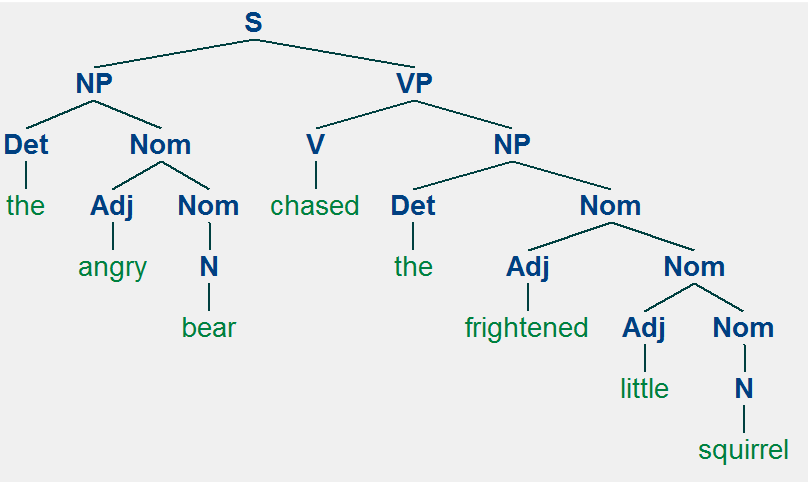 S
NP VP
Det Nom V NP
the Adj Nom chased Det Nom
angry N the Adj Nom
bear frightened Adj Nom
little N
squirrel